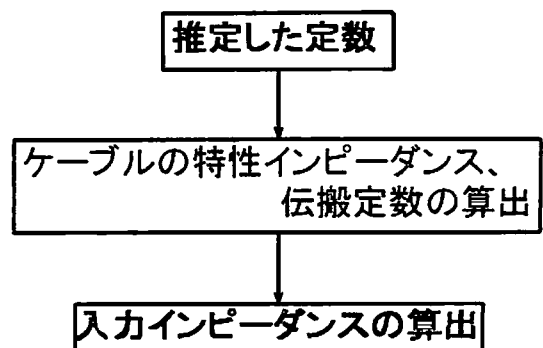 推定した定数
ケーブルの特性インピーダンス、
伝搬定数の算出
入力インピーダンスの算出